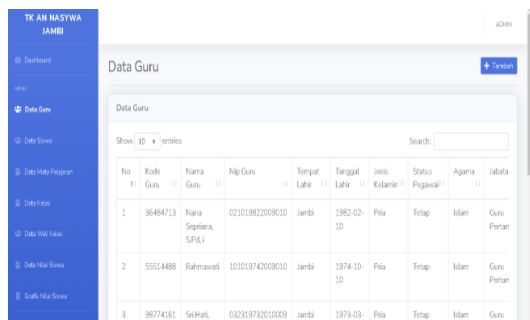 TK AN NASYWA
JAMBI
ADMIN
Dashboard
MENU
Data Guru
Data Siswa
Data Mata Pelajaran
Data Kelas
Data Wali Kelas
Data Nilai Siswa
Grafik Nilai Siswa
Data Guru
+ Tambah
Data Guru
Show 10 entries
Search:
No Kode Guru Nama Guru Nip Guru Tempat Lahir Tanggal Lahir Jenis Kelamin Status Pegawai Agama Jabata
1 36484713 Nana Sepriana, S.Pd, i 021019822009010 Jambi 1982-02-10 Pria Tetap Islam Guru Pertan
2 55514488 Rahmawati 101019742009010 Jambi 1974-10-10 Pria Tetap Islam Guru Pertan
3 98774161 Sri Hati, 032319732010009 Jambi 1973-03- Pria Tetap Islam Guru